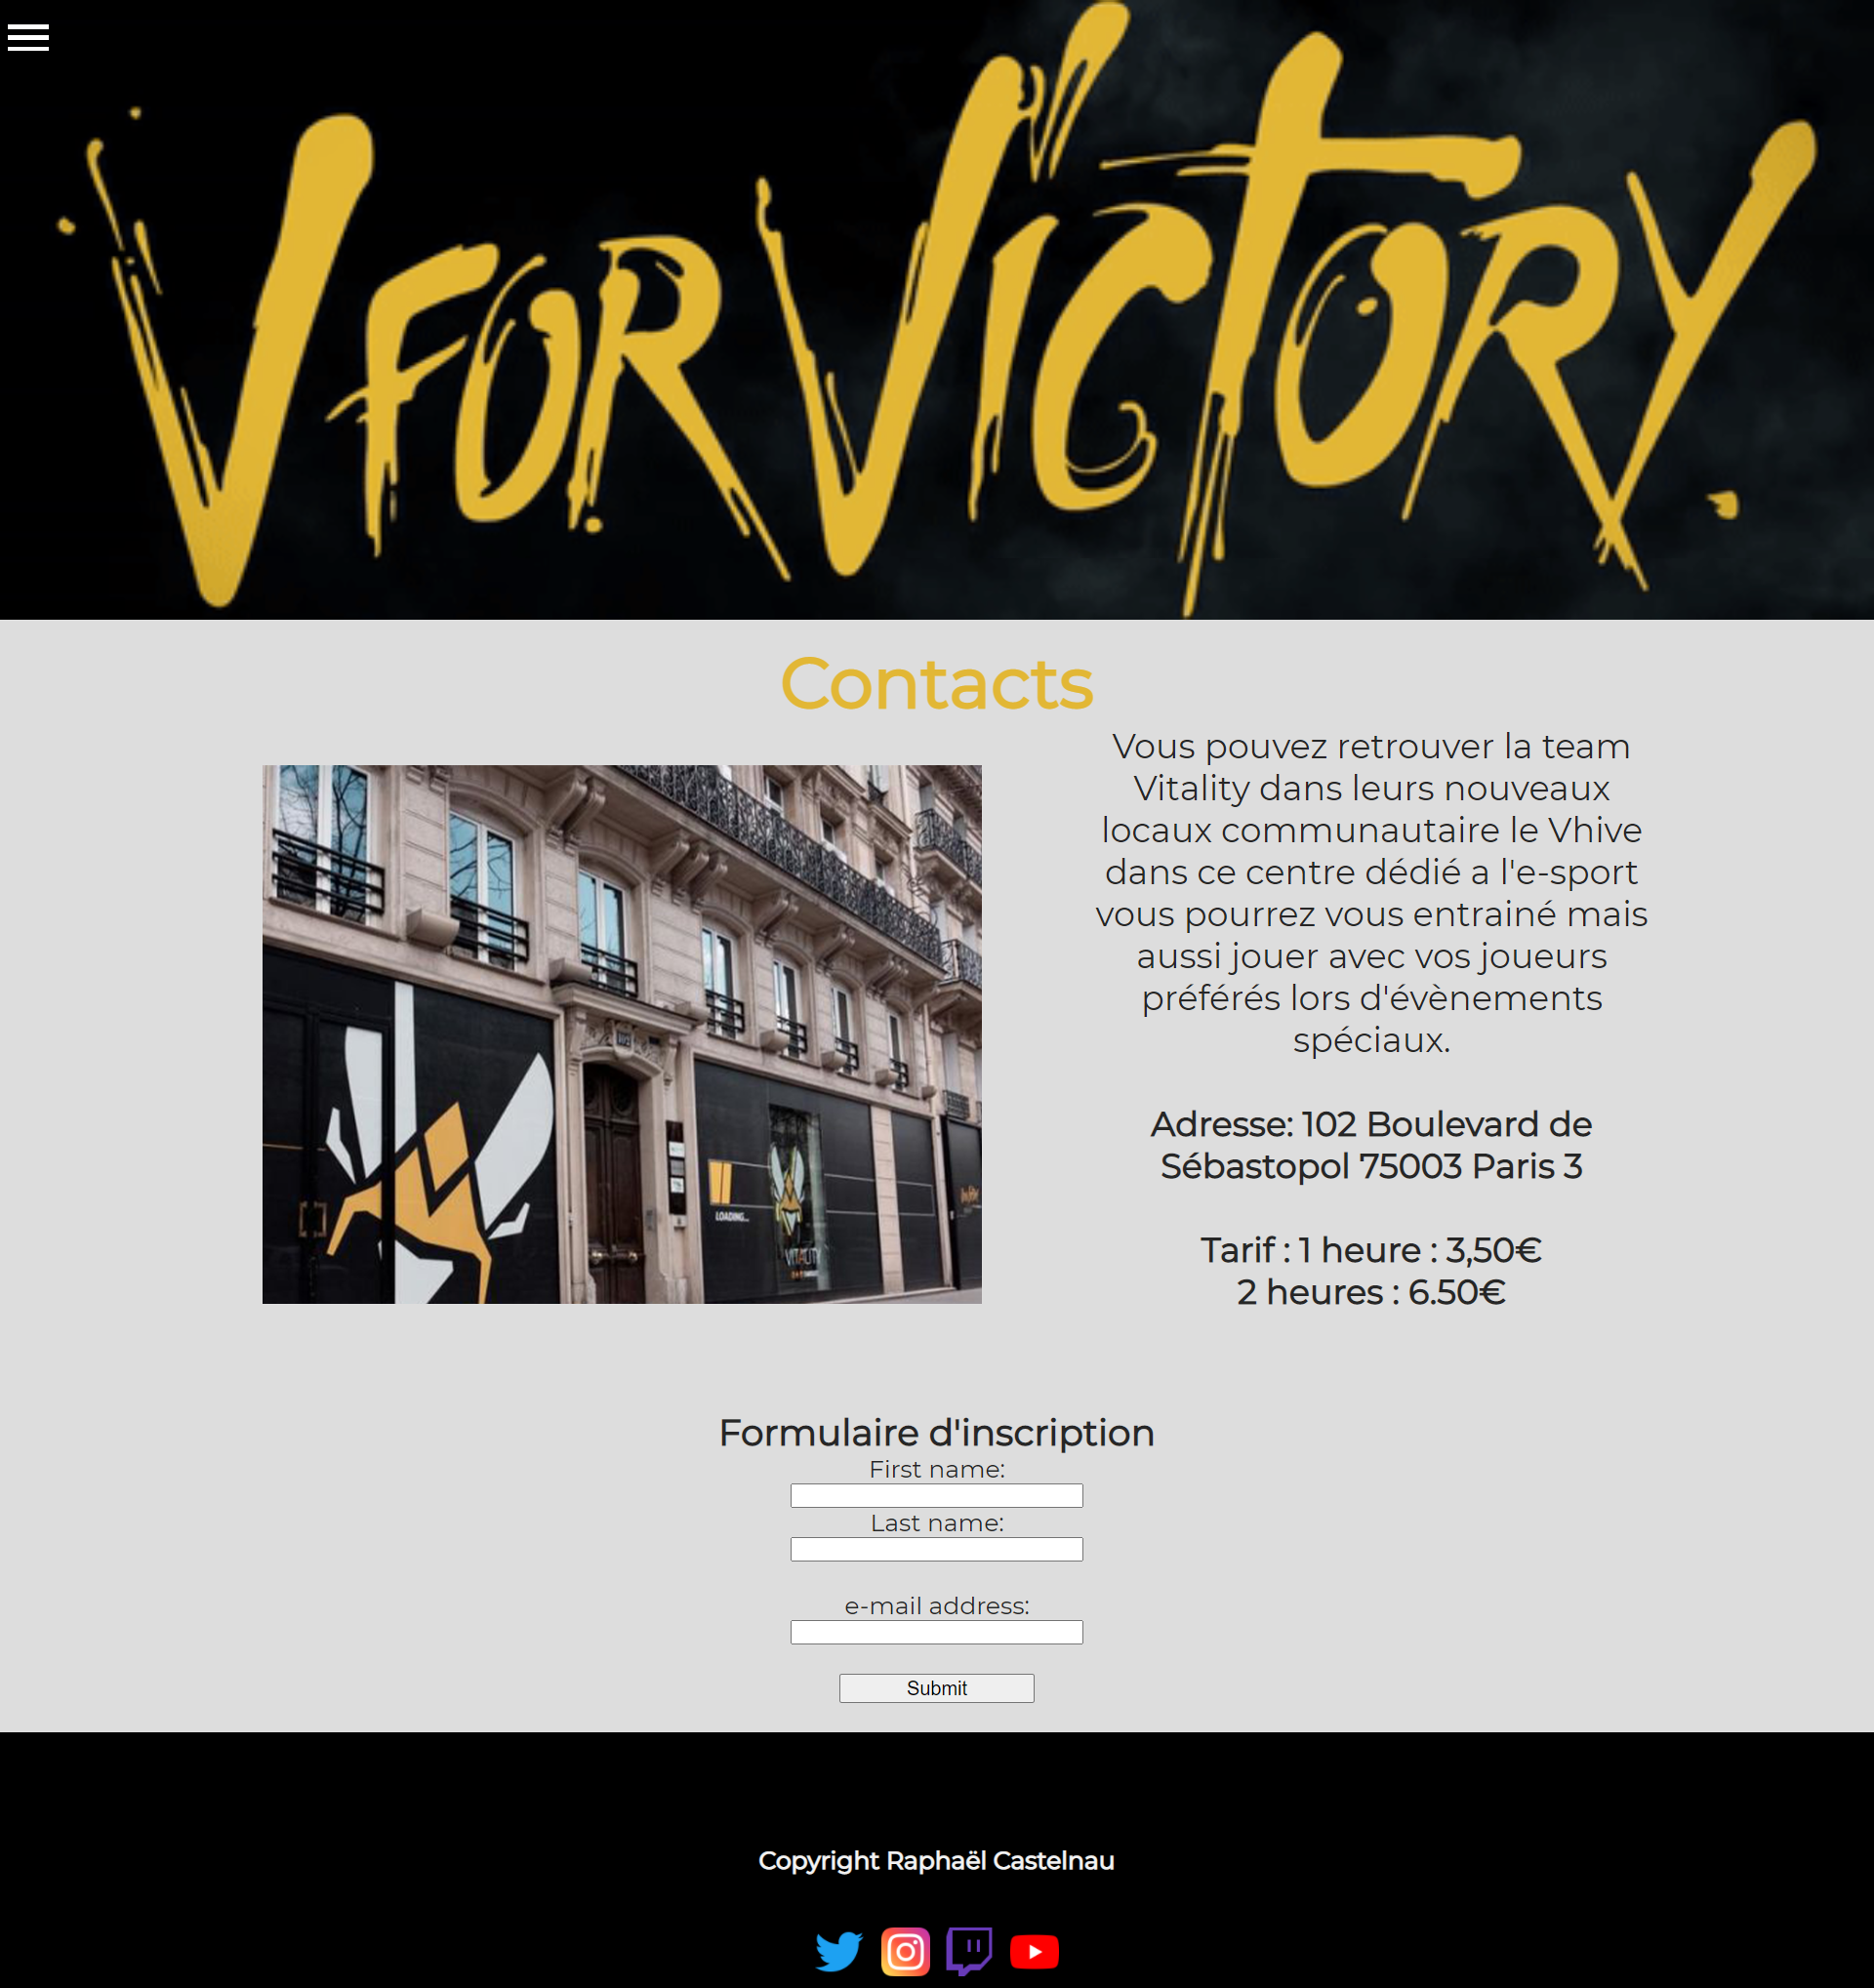 V FOR VICTORY
Contacts
Vous pouvez retrouver la team
Vitality dans leurs nouveaux
locaux communautaire le Vhive
dans ce centre dédié a l'e-sport
vous pourrez vous entrainé mais
aussi jouer avec vos joueurs
préférés lors d'évènements
spéciaux.
Adresse: 102 Boulevard de
Sébastopol 75003 Paris 3
Tarif : 1 heure : 3,50€
2 heures : 6.50€
LOADING...
VITALITY
Formulaire d'inscription
First name:
Last name:
e-mail address:
Submit
Copyright Raphaël Castelnau